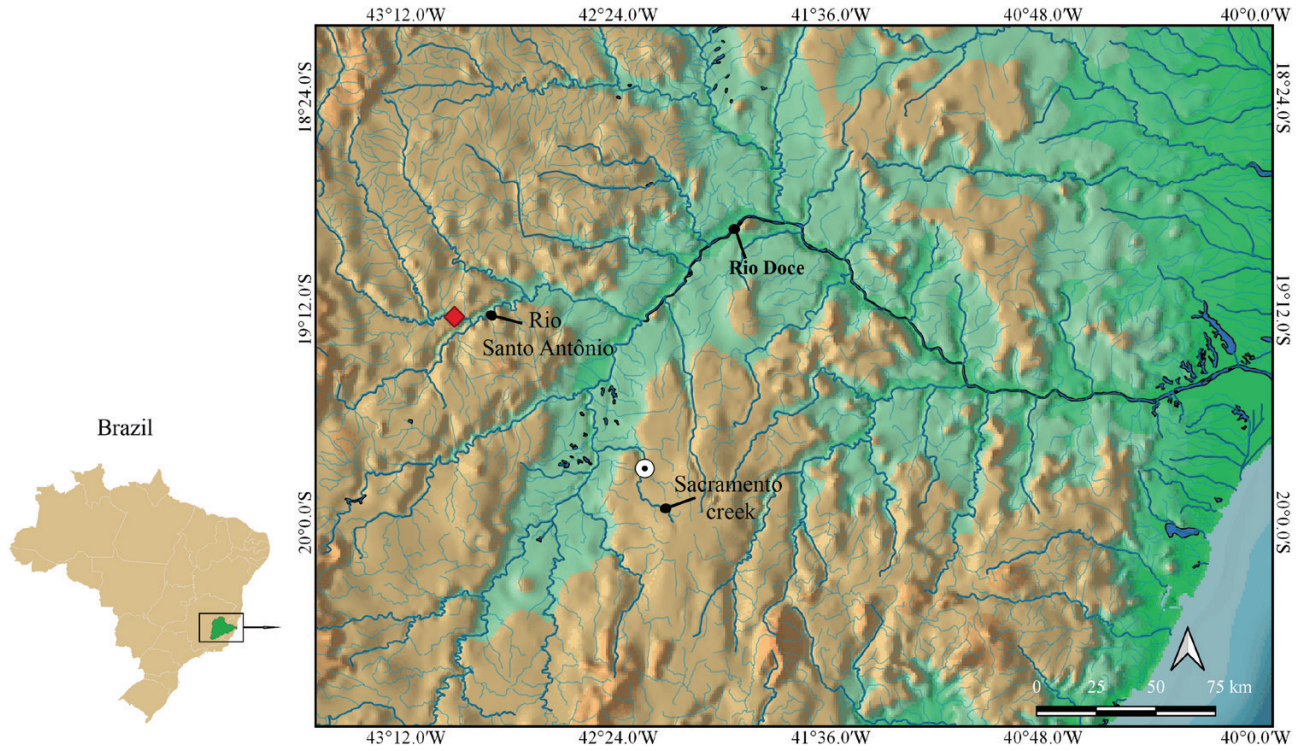 43°12.0'W 42°24.0'W 41°36.0'W 40°48.0'W 40°0.0'W
18°24.0'S
18°24.0'S
Rio Doce
19°12.0'S
19°12.0'S
Rio
Santo Antônio
Brazil
Sacramento
creek
20°0.0'S
20°0.0'S
0 25 50 75 km
43°12.0'W 42°24.0'W 41°36.0'W 40°48.0'W 40°0.0'W